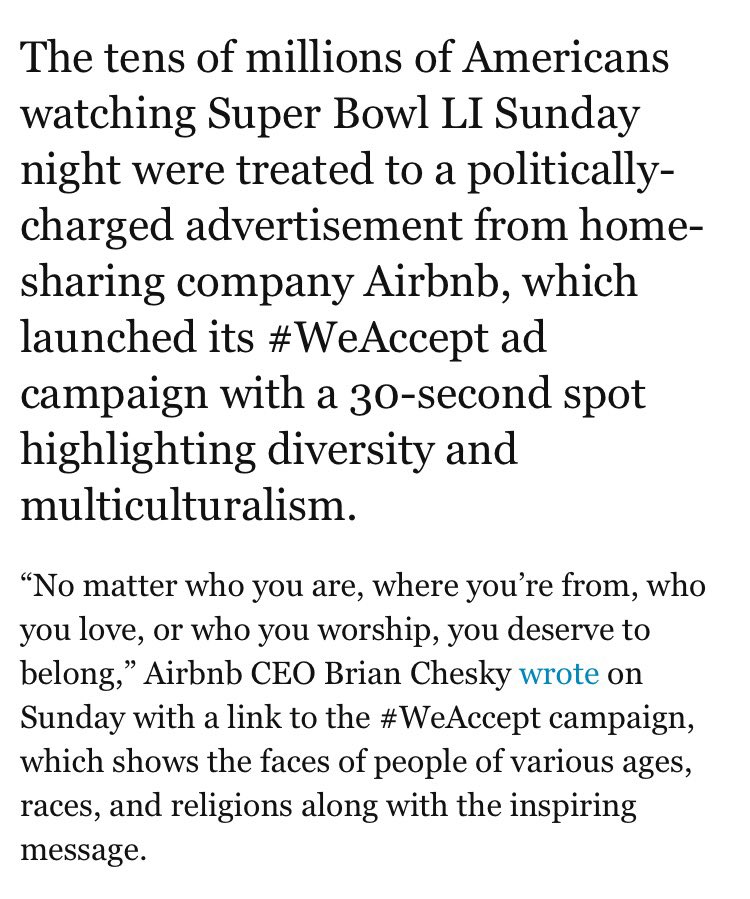 The tens of millions of Americans
watching Super Bowl LI Sunday
night were treated to a politically-
charged advertisement from home-
sharing company Airbnb, which
launched its #WeAccept ad
campaign with a 30-second spot
highlighting diversity and
multiculturalism.
“No matter who you are, where you’re from, who
you love, or who you worship, you deserve to
belong,” Airbnb CEO Brian Chesky wrote on
Sunday with a link to the #WeAccept campaign,
which shows the faces of people of various ages,
races, and religions along with the inspiring
message.